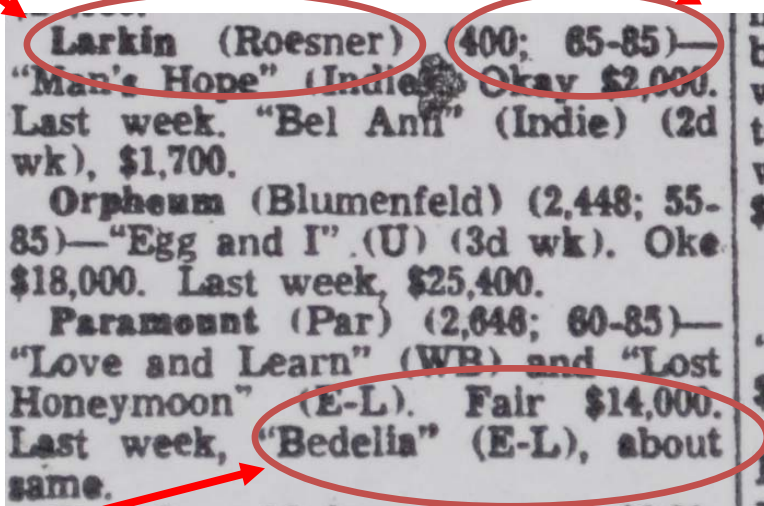 Larkin (Roesner) (400; 65-85)—
"Man's Hope" (Indie). Okay $2,000.
Last week. "Bel Ami" (Indie) (2d
wk), $1,700.
Orpheum (Blumenfeld) (2,448; 55-
85)—"Egg and I" (U) (3d wk). Oke
$18,000. Last week, $25,400.
Paramount (Par) (2,646; 60-85)—
"Love and Learn" (WB) and "Lost
Honeymoon" (E-L). Fair $14,000.
Last week, "Bedelia" (E-L), about
same.